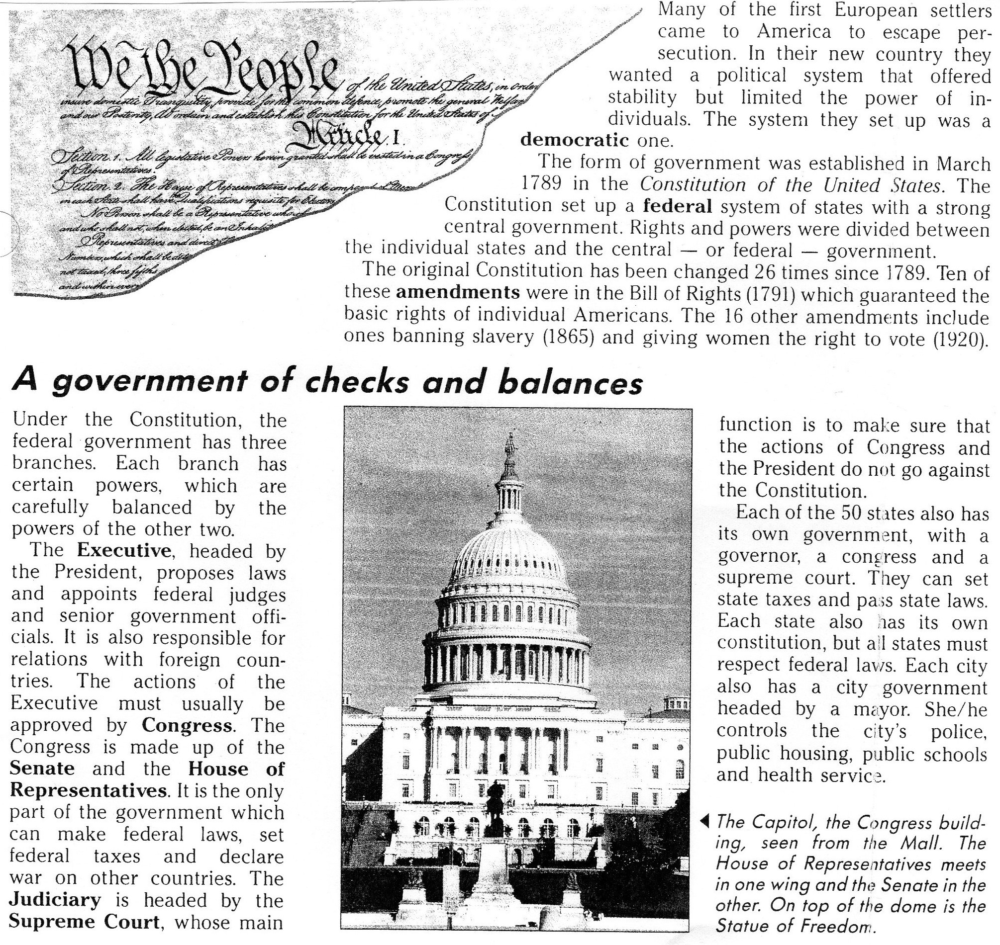 We the People of the United States, in order
insure domestic Tranquility, provide for the common defence, promote the general Welfare
and our Posterity, do ordain and establish this Constitution for the United States of
Article. I.
Section. 1. All legislative Powers herein granted shall be vested in a Congress
of Representatives.
Section. 2. The House of Representatives shall be composed of Mem
in each State shall have the Qualifications requisite for Electors
No Person shall be a Representative who
and who shall not, when elected, be an Inhabit
Representatives and direct
Numbers, which shall be dete
not taxed, three fifths
and within every
Many of the first European settlers
came to America to escape per-
secution. In their new country they
wanted a political system that offered
stability but limited the power of in-
dividuals. The system they set up was a
democratic one.
The form of government was established in March
1789 in the Constitution of the United States. The
Constitution set up a federal system of states with a strong
central government. Rights and powers were divided between
the individual states and the central — or federal — government.
The original Constitution has been changed 26 times since 1789. Ten of
these amendments were in the Bill of Rights (1791) which guaranteed the
basic rights of individual Americans. The 16 other amendments include
ones banning slavery (1865) and giving women the right to vote (1920).
A government of checks and balances
Under the Constitution, the
federal government has three
branches. Each branch has
certain powers, which are
carefully balanced by the
powers of the other two.
The Executive, headed by
the President, proposes laws
and appoints federal judges
and senior government offi-
cials. It is also responsible for
relations with foreign coun-
tries. The actions of the
Executive must usually be
approved by Congress. The
Congress is made up of the
Senate and the House of
Representatives. It is the only
part of the government which
can make federal laws, set
federal taxes and declare
war on other countries. The
Judiciary is headed by the
Supreme Court, whose main
function is to make sure that
the actions of Congress and
the President do not go against
the Constitution.
Each of the 50 states also has
its own government, with a
governor, a congress and a
supreme court. They can set
state taxes and pass state laws.
Each state also has its own
constitution, but all states must
respect federal laws. Each city
also has a city government
headed by a mayor. She/he
controls the city's police,
public housing, public schools
and health service.
The Capitol, the Congress build-
ing, seen from the Mall. The
House of Representatives meets
in one wing and the Senate in the
other. On top of the dome is the
Statue of Freedom.